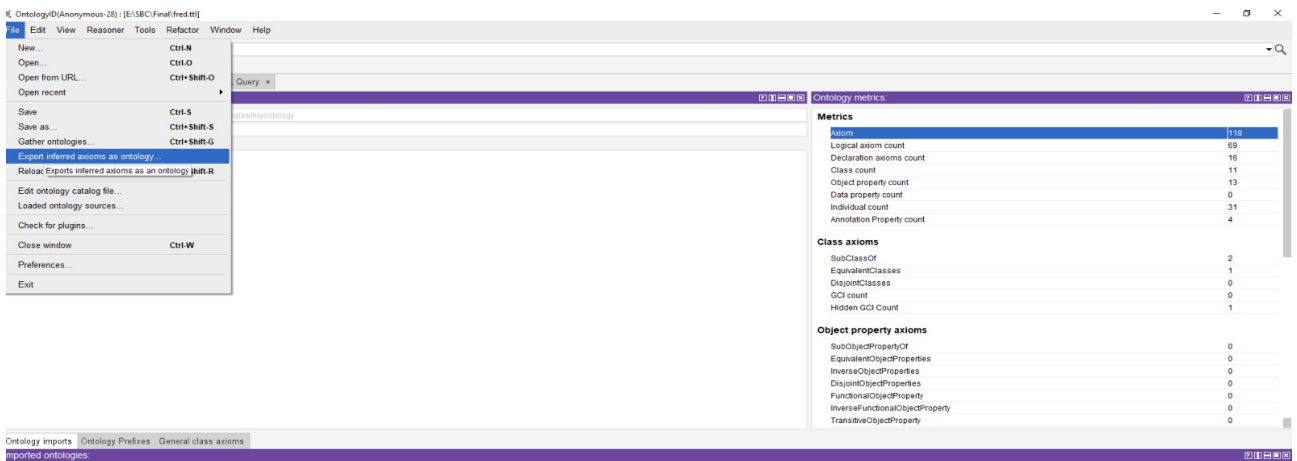 OntologyID(Anonymous-28) : [E:\SBC\Final\fred.ttl]
File Edit View Reasoner Tools Refactor Window Help
New... Ctrl-N
Open... Ctrl-O
Open from URL... Ctrl+Shift-O
Open recent
Save Ctrl-S
Save as... Ctrl+Shift-S
Gather ontologies... Ctrl+Shift-G
Export inferred axioms as ontology...
Reload Exports inferred axioms as an ontology Shift-R
Edit ontology catalog file...
Loaded ontology sources...
Check for plugins...
Close window Ctrl-W
Preferences...
Exit
Query ×
gies/myontology
Ontology metrics:
Metrics
Axiom 118
Logical axiom count 69
Declaration axioms count 16
Class count 11
Object property count 13
Data property count 0
Individual count 31
Annotation Property count 4
Class axioms
SubClassOf 2
EquivalentClasses 1
DisjointClasses 0
GCI count 0
Hidden GCI Count 1
Object property axioms
SubObjectPropertyOf 0
EquivalentObjectProperties 0
InverseObjectProperties 0
DisjointObjectProperties 0
FunctionalObjectProperty 0
InverseFunctionalObjectProperty 0
TransitiveObjectProperty 0
Ontology imports Ontology Prefixes General class axioms
mported ontologies: